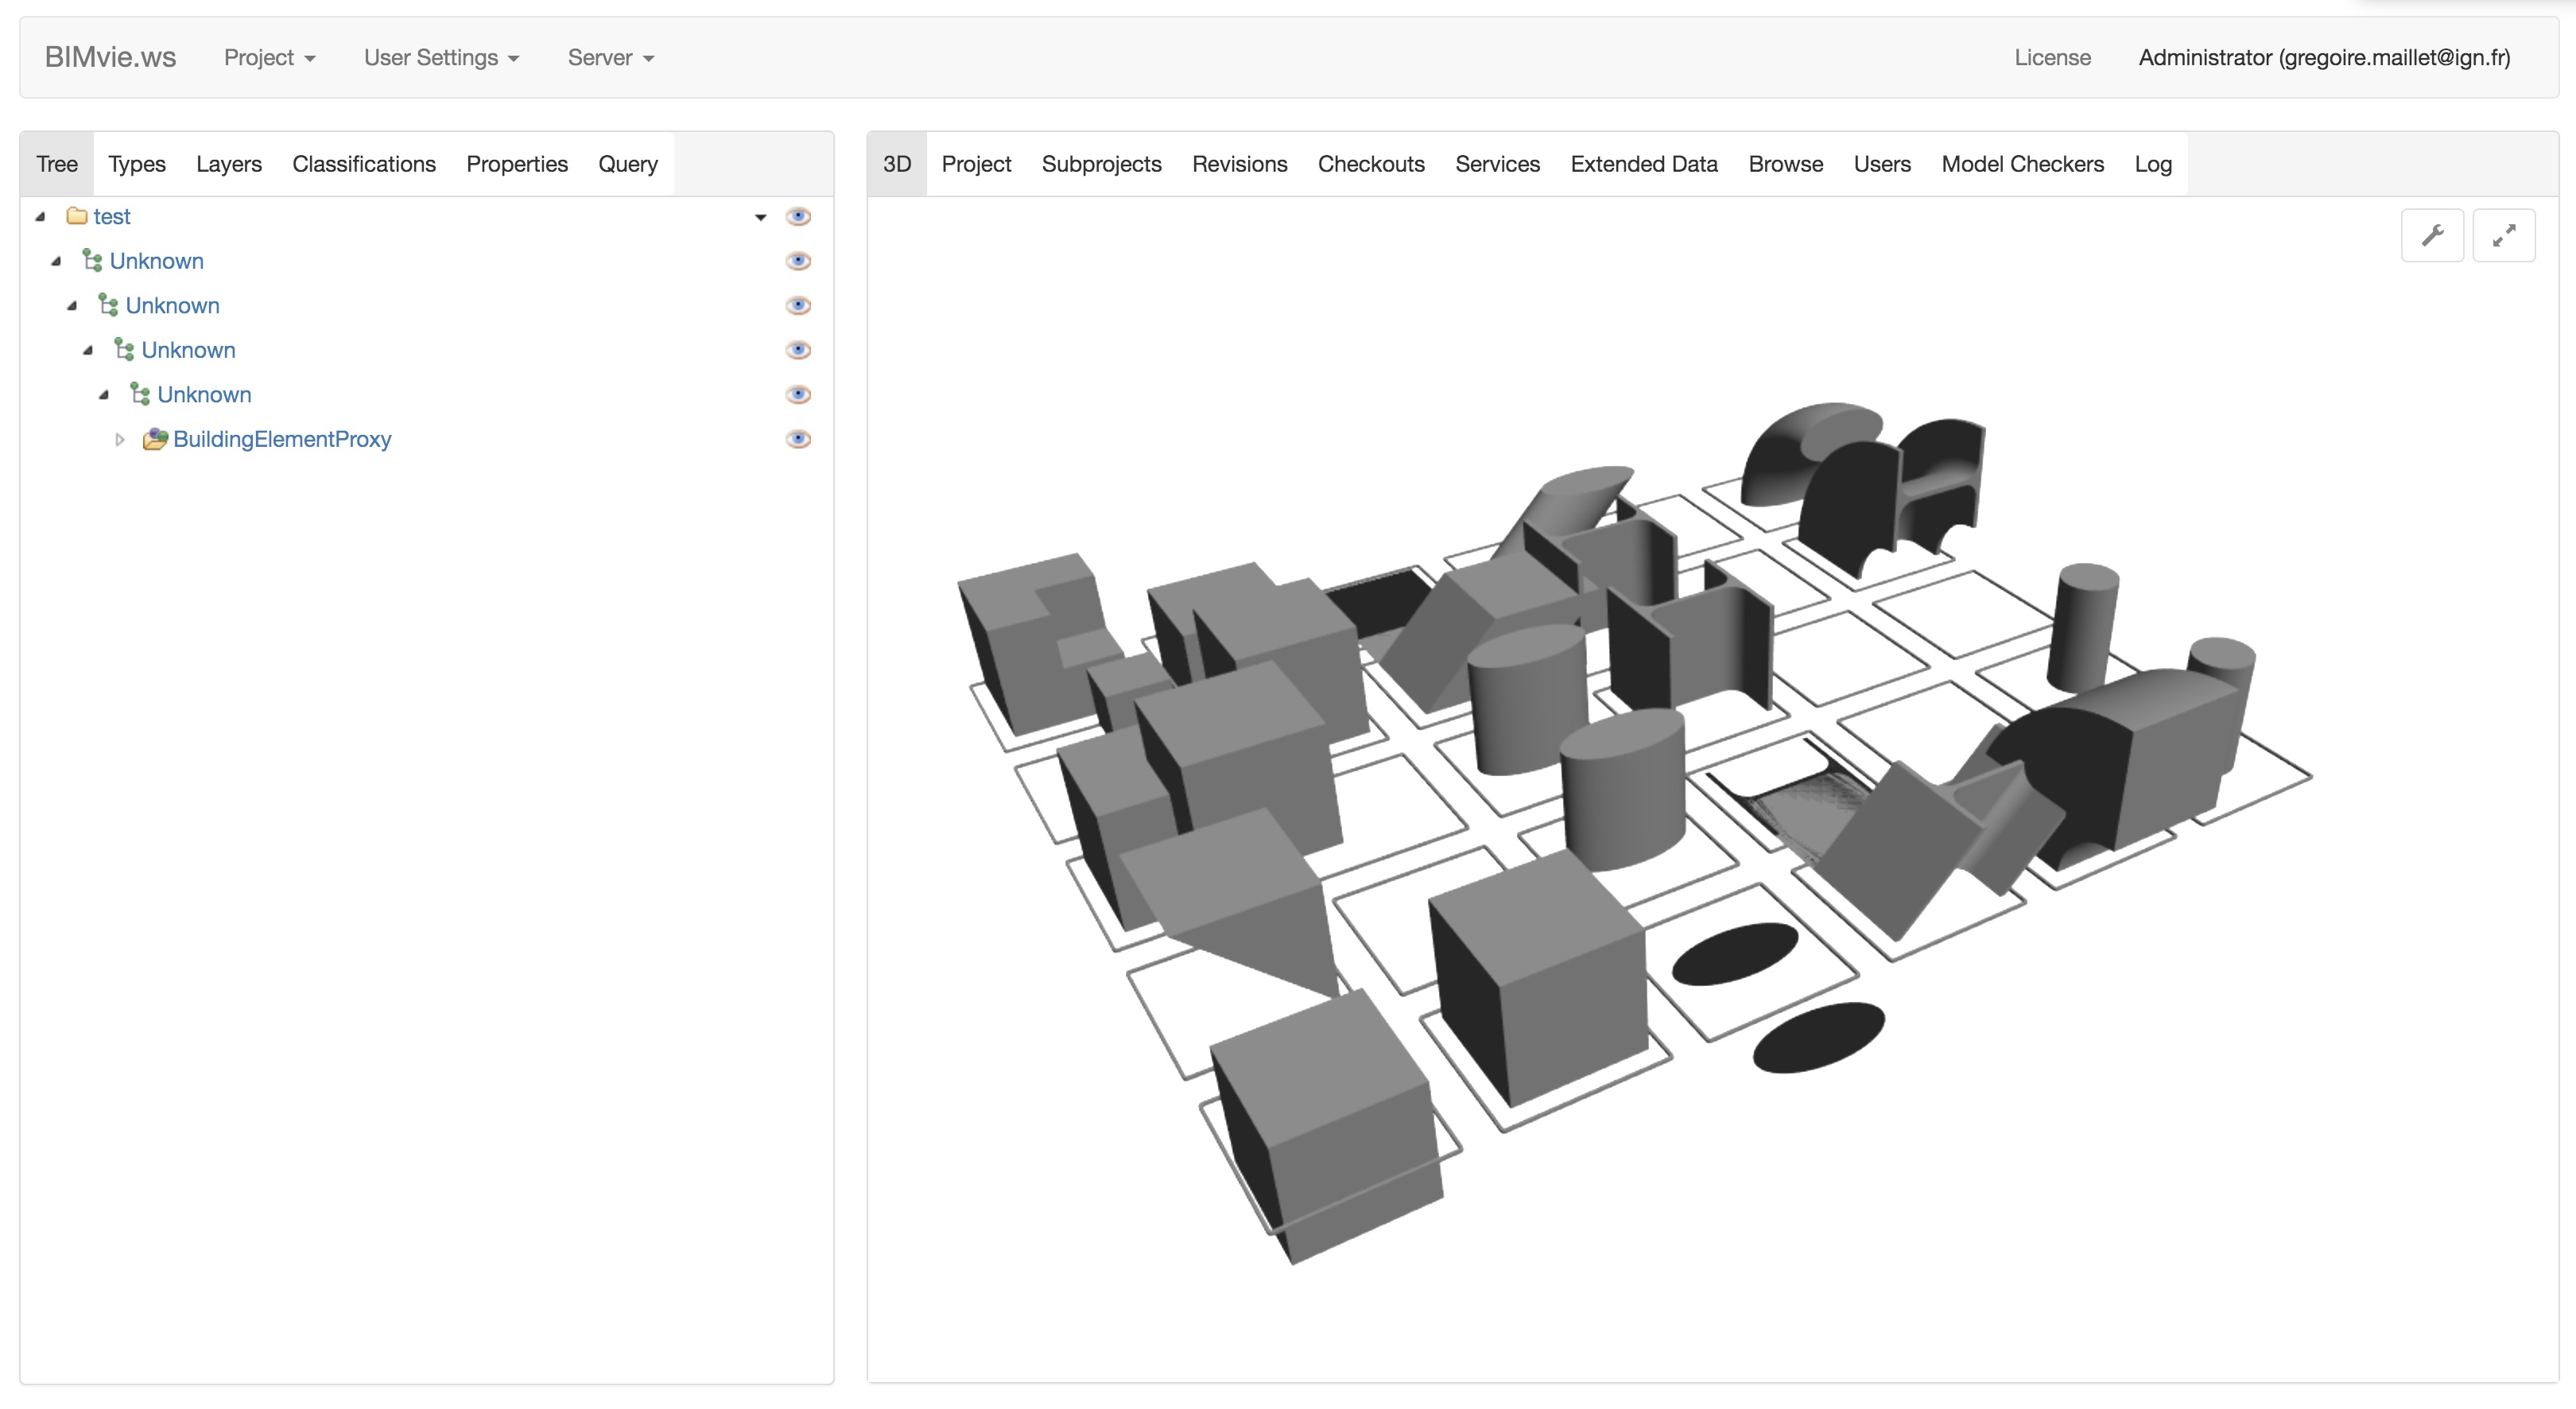 BIMvie.ws Project User Settings Server License Administrator (gregoire.maillet@ign.fr)
Tree Types Layers Classifications Properties Query
test
Unknown
Unknown
Unknown
Unknown
BuildingElementProxy
3D Project Subprojects Revisions Checkouts Services Extended Data Browse Users Model Checkers Log